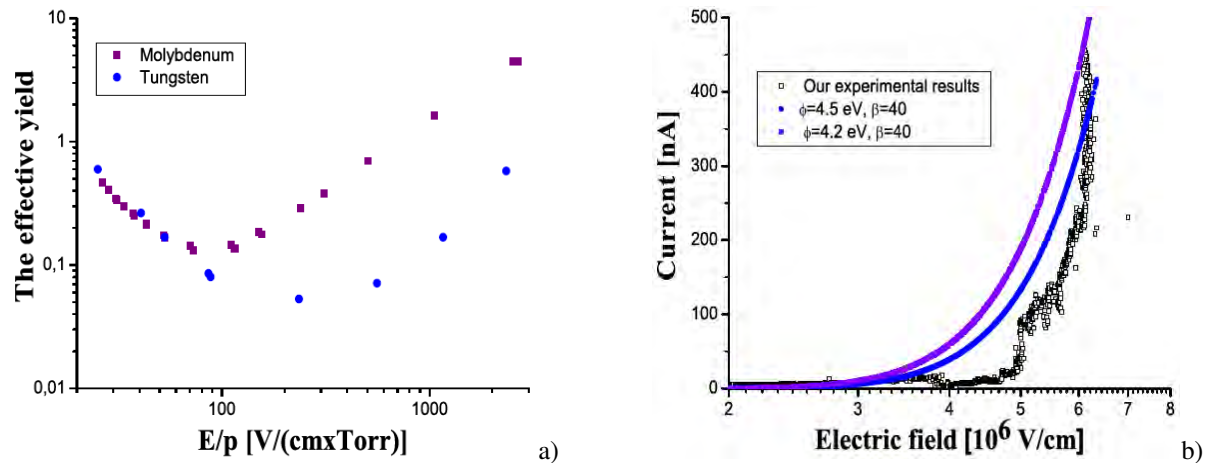 The effective yield
10
1
0,1
0,01
Molybdenum
Tungsten
100
1000
E/p [V/(cmxTorr)]
a)
Current [nA]
500
400
300
200
100
0
Our experimental results
ϕ=4.5 eV, β=40
ϕ=4.2 eV, β=40
2
3
4
5
6
7
8
Electric field [10⁶ V/cm]
b)